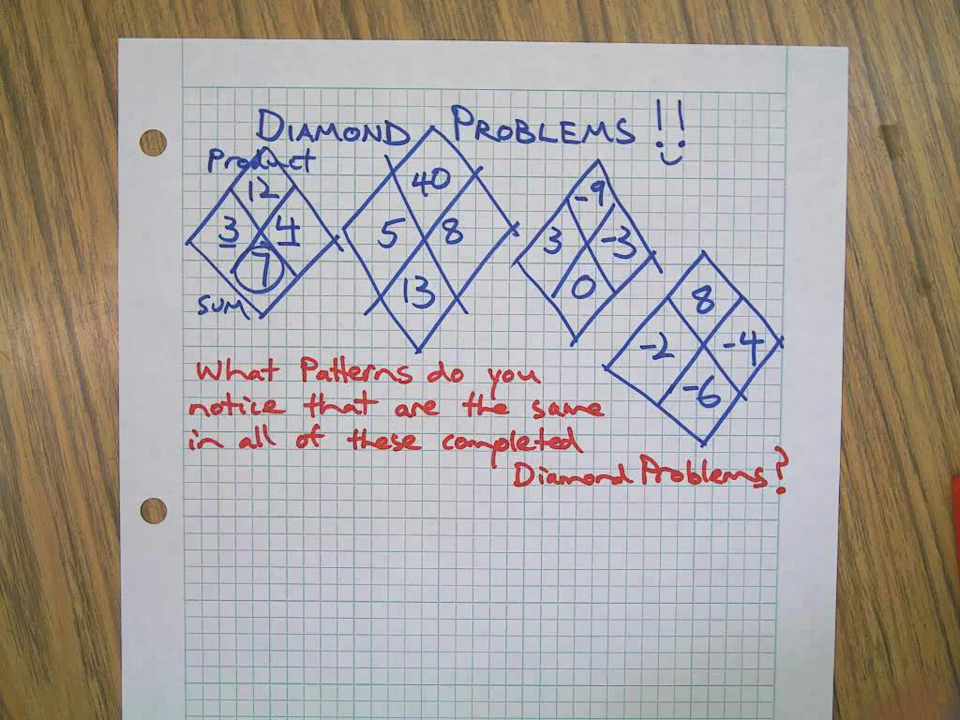 DIAMOND PROBLEMS !!
Product
12
3 4
7
SUM
40
5 8
13
-9
3 -3
0
8
-2 -4
-6
What Patterns do you
notice that are the same
in all of these completed
Diamond Problems?